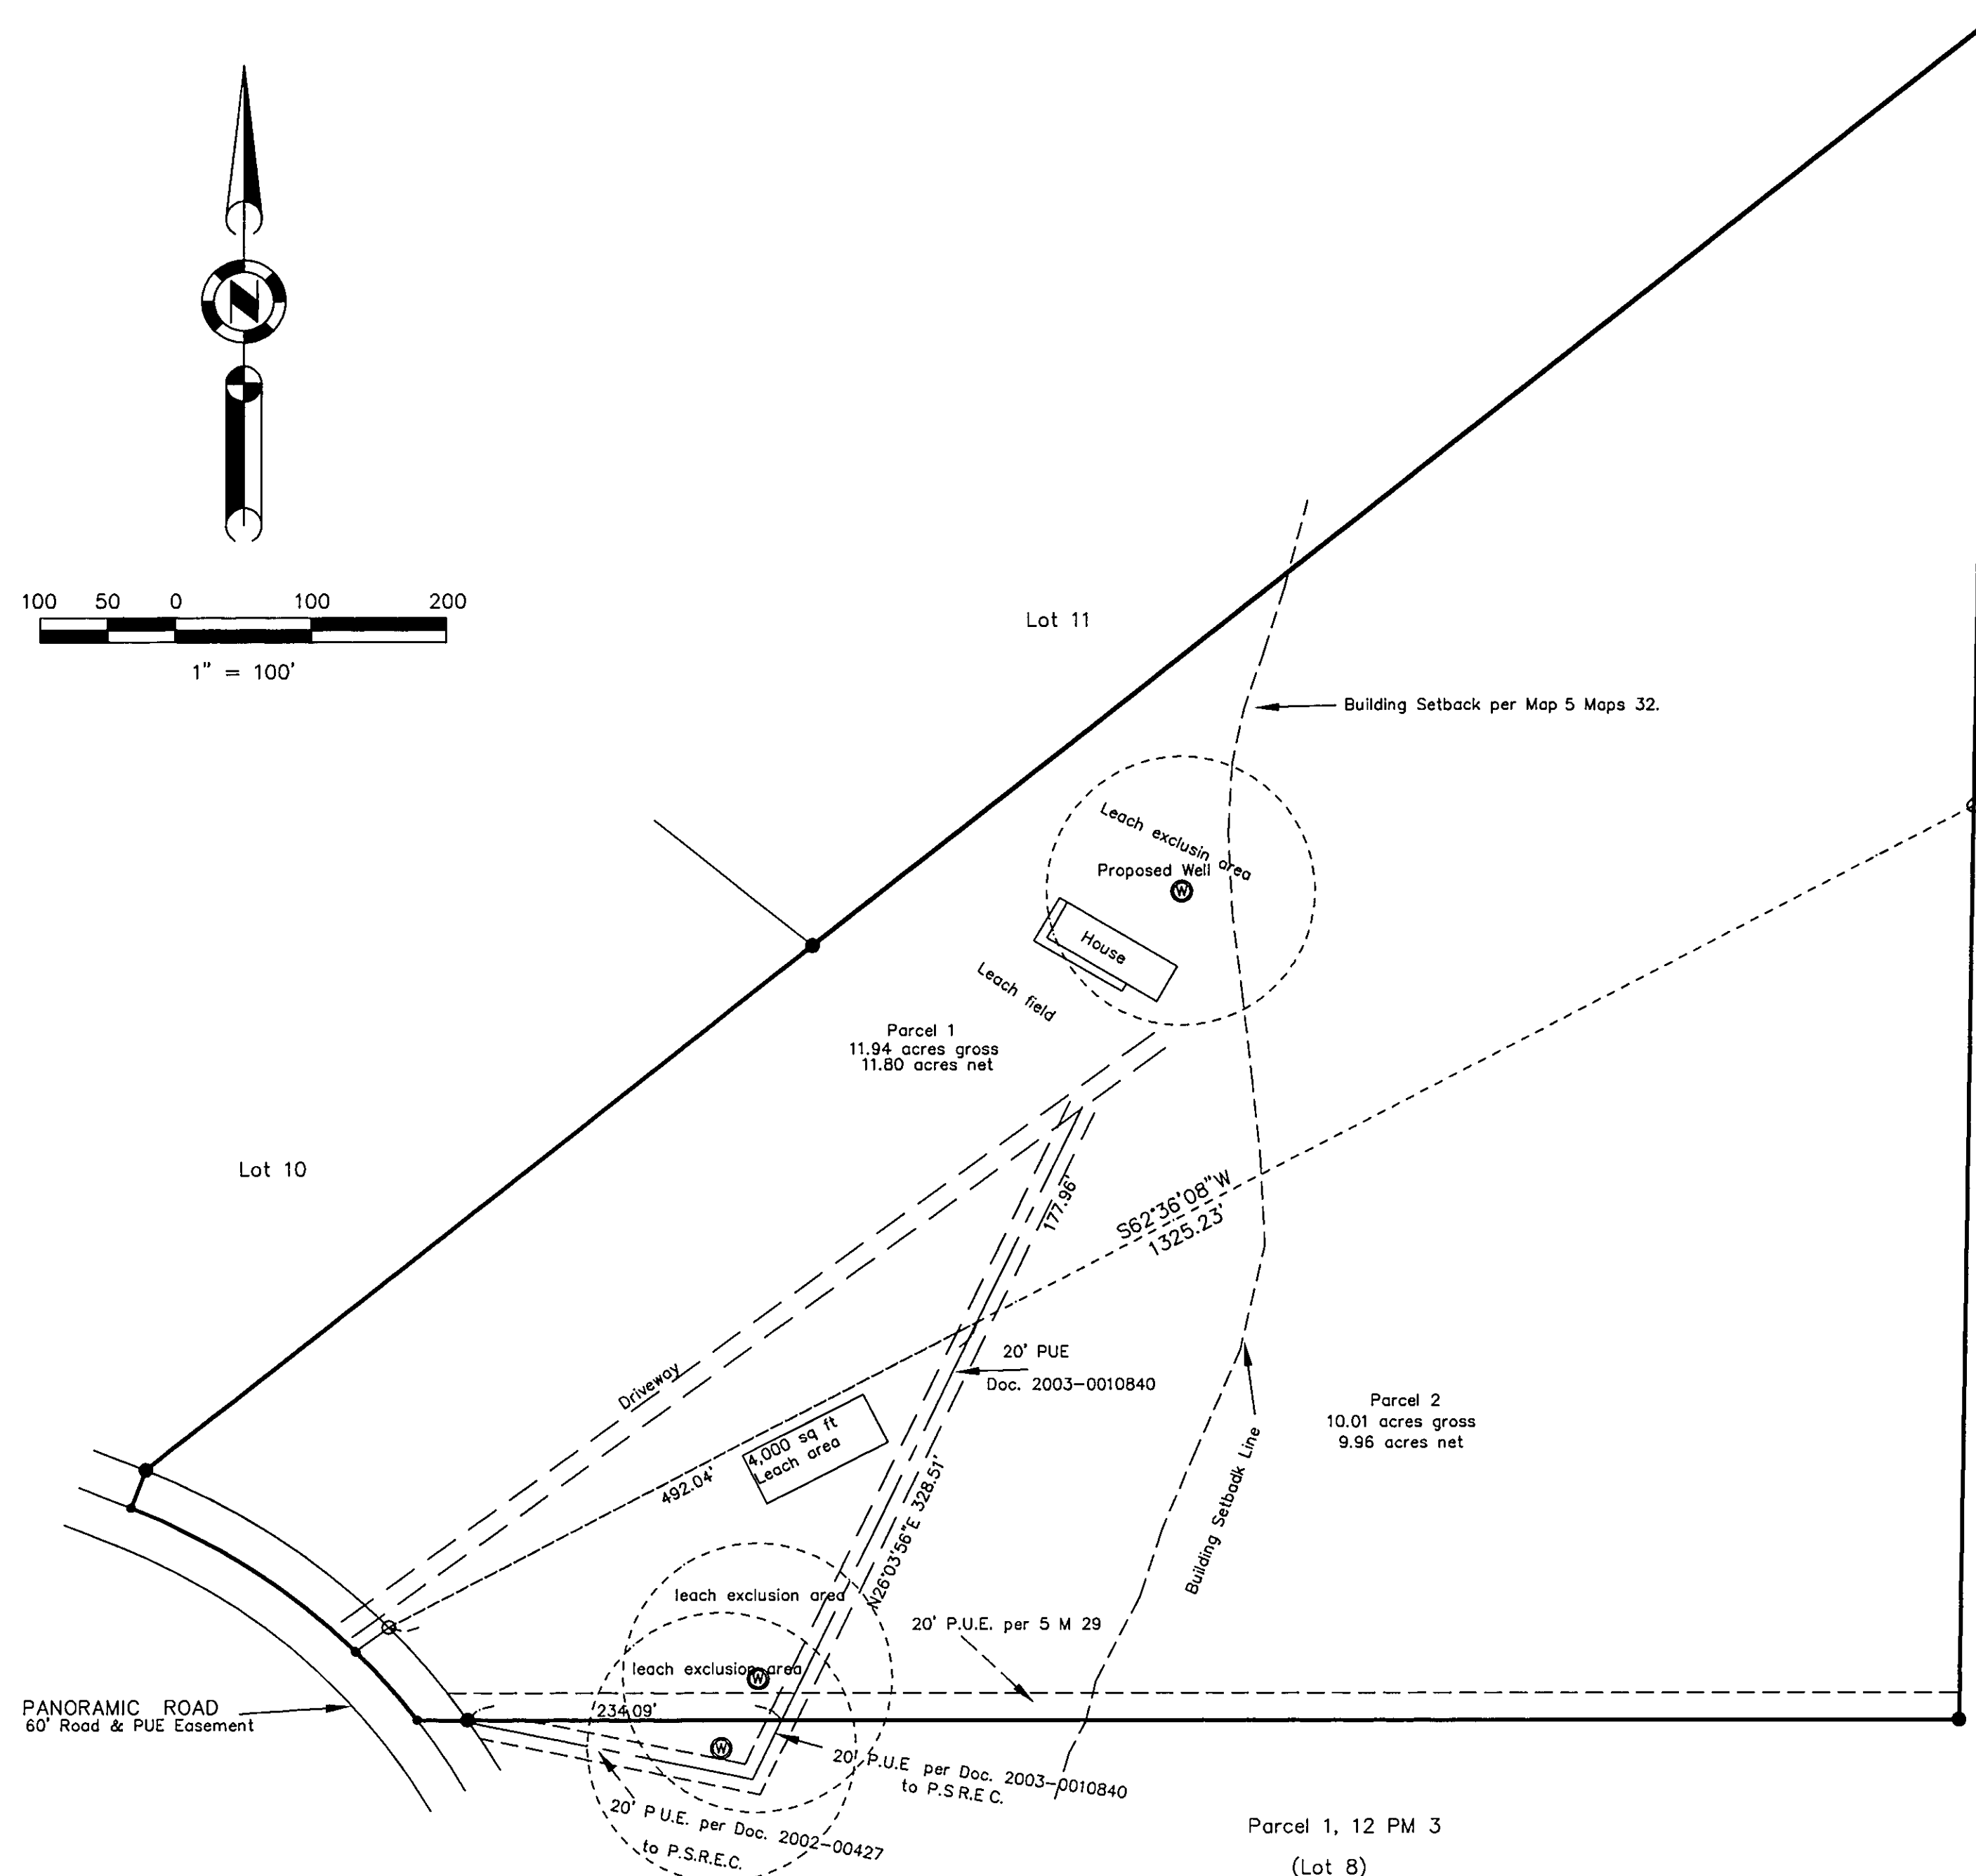 N
100 50 0 100 200
1" = 100'
Lot 11
Building Setback per Map 5 Maps 32.
Leach exclusin area
Proposed Well
W
House
Leach field
Parcel 1
11.94 acres gross
11.80 acres net
Lot 10
177.96'
S62°36'08"W
1325.23'
20' PUE
Doc. 2003-0010840
Driveway
Parcel 2
10.01 acres gross
9.96 acres net
4,000 sq ft
Leach area
492.04'
N26°03'56"E 328.51'
Building Setback Line
leach exclusion area
20' P.U.E. per 5 M 29
leach exclusion area
W
PANORAMIC ROAD
60' Road & PUE Easement
234.09'
W
20' P.U.E per Doc. 2003-0010840
to P.S.R.E.C.
20' P.U.E. per Doc. 2002-00427
to P.S.R.E.C.
Parcel 1, 12 PM 3
(Lot 8)